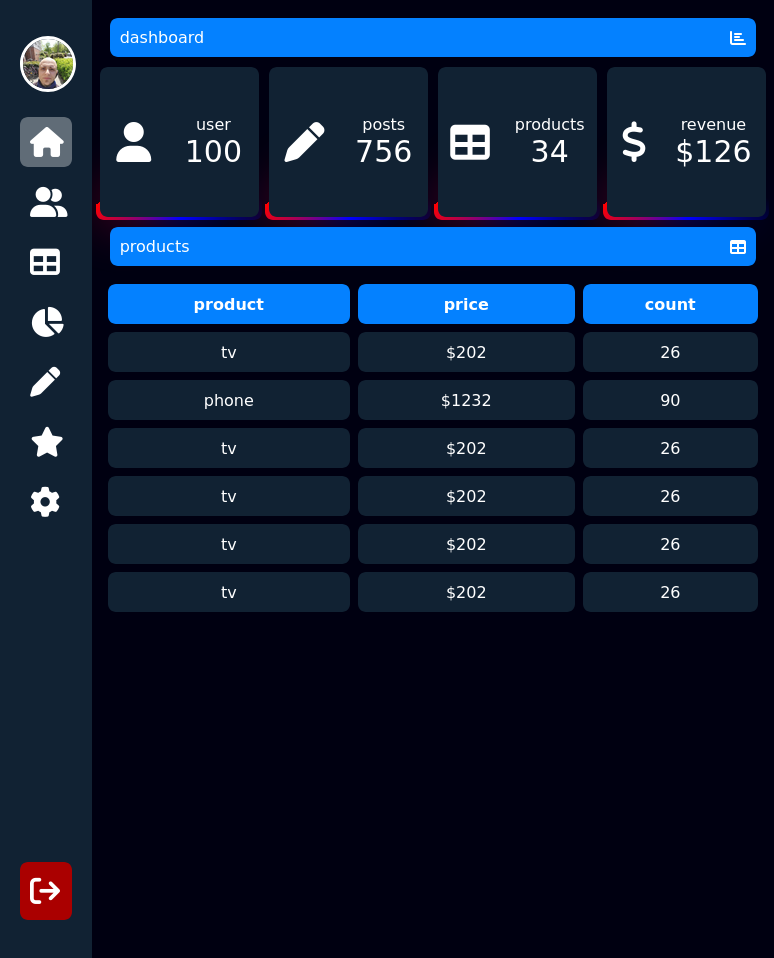 dashboard
user
100
posts
756
products
34
revenue
$126
products
product price count
tv $202 26
phone $1232 90
tv $202 26
tv $202 26
tv $202 26
tv $202 26